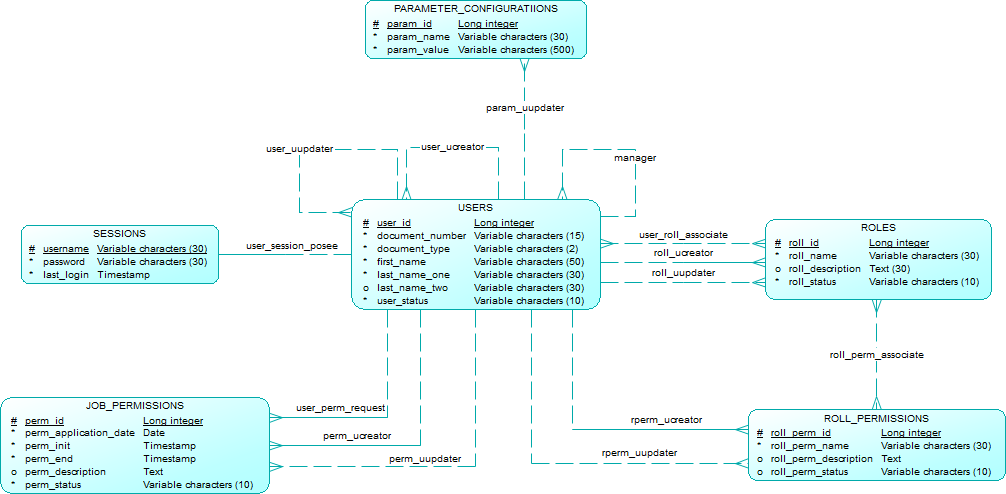 PARAMETER_CONFIGURATIIONS
# param_id Long integer
* param_name Variable characters (30)
* param_value Variable characters (500)
param_uupdater
user_uupdater
user_ucreator
manager
USERS
# user_id Long integer
* document_number Variable characters (15)
* document_type Variable characters (2)
* first_name Variable characters (50)
* last_name_one Variable characters (30)
o last_name_two Variable characters (30)
* user_status Variable characters (10)
SESSIONS
# username Variable characters (30)
* password Variable characters (30)
* last_login Timestamp
user_session_posee
user_roll_associate
roll_ucreator
roll_uupdater
ROLES
# roll_id Long integer
* roll_name Variable characters (30)
o roll_description Text (30)
* roll_status Variable characters (10)
roll_perm_associate
JOB_PERMISSIONS
# perm_id Long integer
* perm_application_date Date
* perm_init Timestamp
* perm_end Timestamp
o perm_description Text
* perm_status Variable characters (10)
user_perm_request
perm_ucreator
perm_uupdater
rperm_ucreator
rperm_uupdater
ROLL_PERMISSIONS
# roll_perm_id Long integer
* roll_perm_name Variable characters (30)
o roll_perm_description Text
o roll_perm_status Variable characters (10)